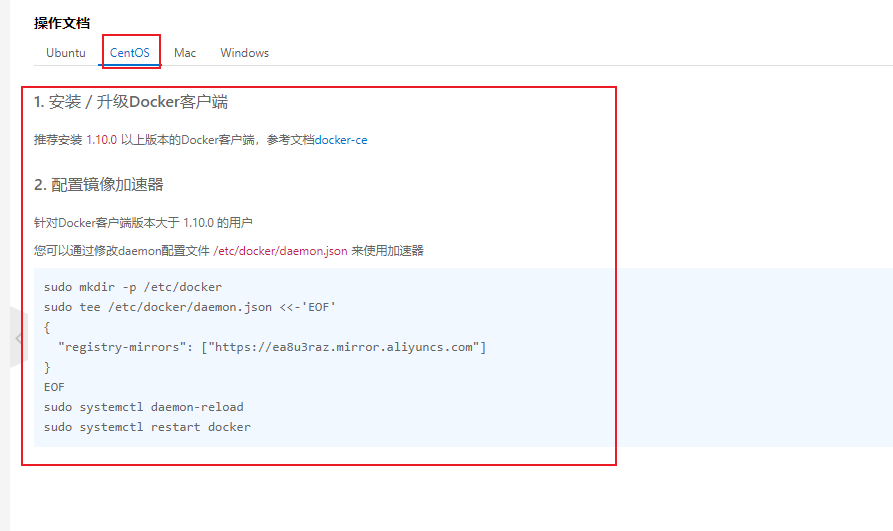 操作文档
Ubuntu CentOS Mac Windows
1. 安装 / 升级Docker客户端
推荐安装 1.10.0 以上版本的Docker客户端，参考文档docker-ce
2. 配置镜像加速器
针对Docker客户端版本大于 1.10.0 的用户
您可以通过修改daemon配置文件 /etc/docker/daemon.json 来使用加速器
sudo mkdir -p /etc/docker
sudo tee /etc/docker/daemon.json <<-'EOF'
{
  "registry-mirrors": ["https://ea8u3raz.mirror.aliyuncs.com"]
}
EOF
sudo systemctl daemon-reload
sudo systemctl restart docker